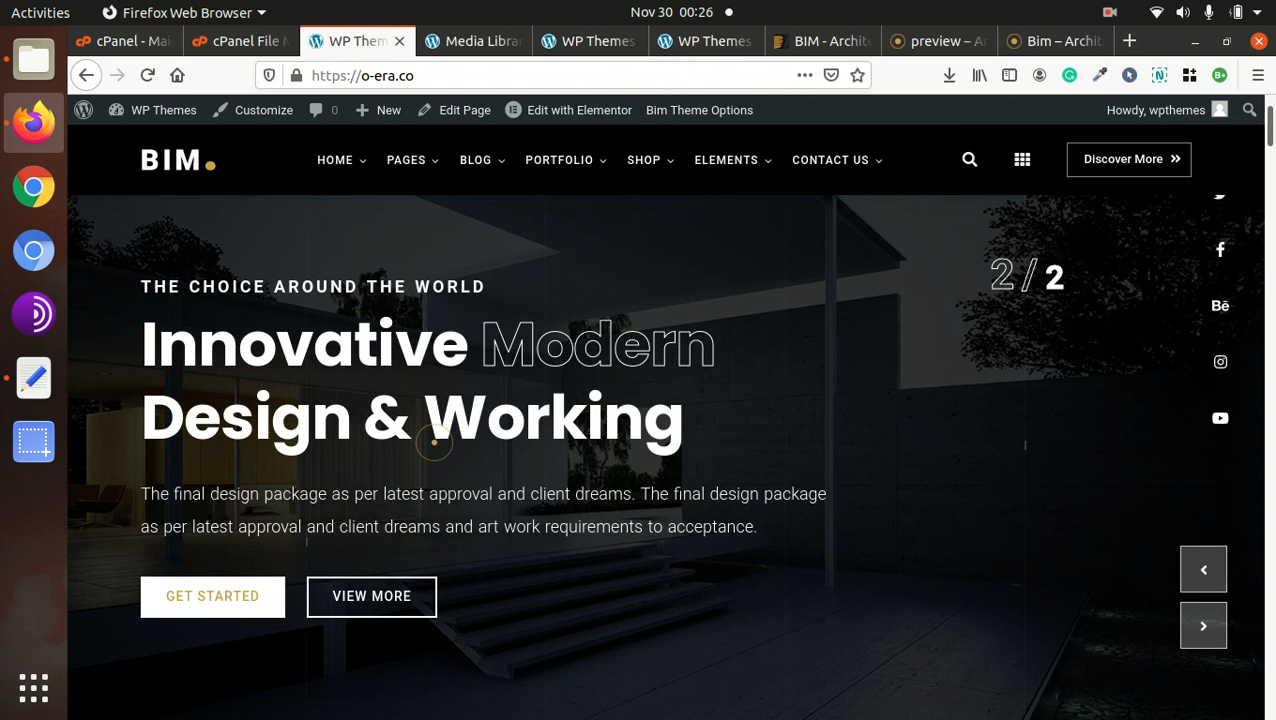 Activities
Firefox Web Browser
Nov 30 00:26
cPanel - Mai
cPanel File M
WP Them
Media Libra
WP Themes
WP Themes
BIM - Archite
preview – A
Bim – Archit
https://o-era.co
WP Themes
Customize
0
New
Edit Page
Edit with Elementor
Bim Theme Options
Howdy, wpthemes
BIM.
HOME
PAGES
BLOG
PORTFOLIO
SHOP
ELEMENTS
CONTACT US
Discover More
2 / 2
THE CHOICE AROUND THE WORLD
Innovative Modern
Design & Working
The final design package as per latest approval and client dreams. The final design package
as per latest approval and client dreams and art work requirements to acceptance.
GET STARTED
VIEW MORE
Bē